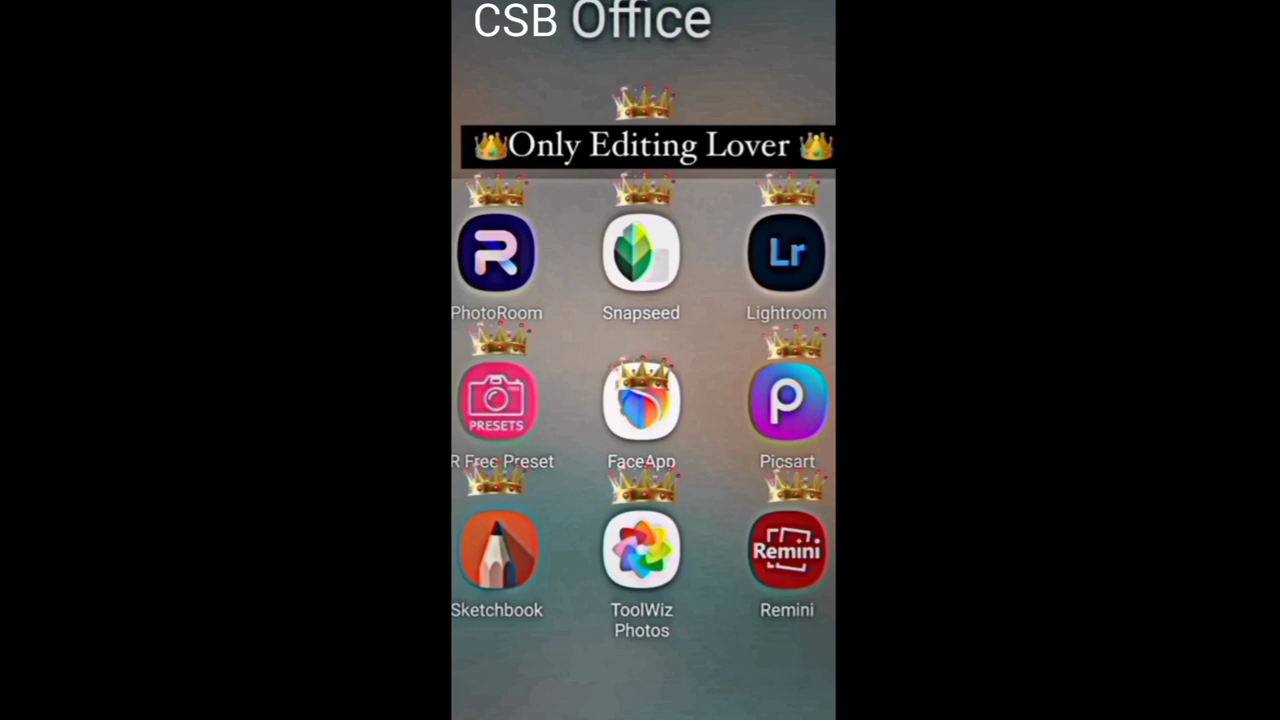 CSB Office
👑Only Editing Lover 👑
PhotoRoom
Snapseed
Lightroom
Lr
PRESETS
R Free Preset
FaceApp
Picsart
Remini
Sketchbook
ToolWiz
Photos
Remini